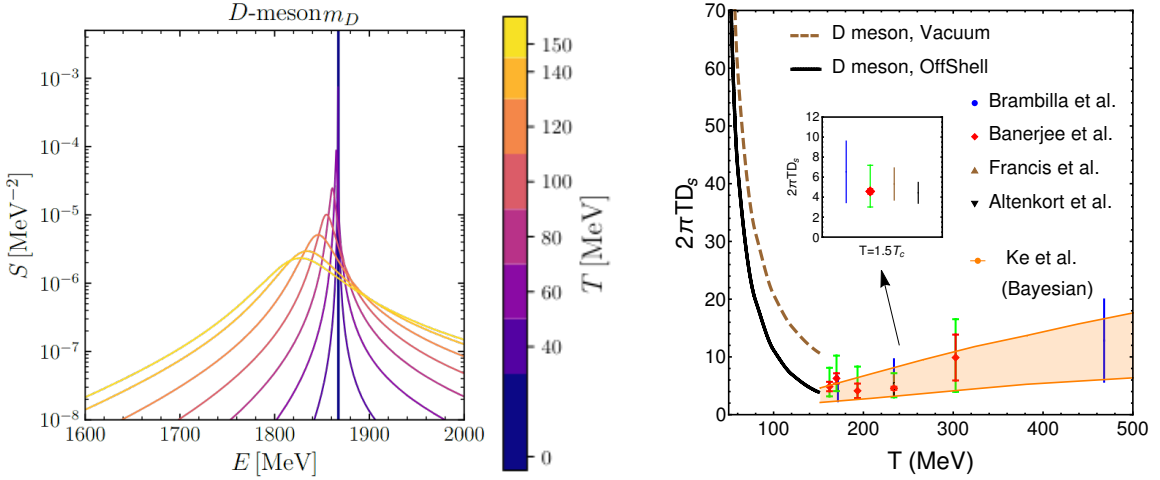 D-meson m_D
10^{-3}
10^{-4}
10^{-5}
10^{-6}
10^{-7}
10^{-8}
S [MeV^{-2}]
1600 1700 1800 1900 2000
E [MeV]
150
140
110
100
90
80
70
60
40
0
T [MeV]
70
60
50
40
30
20
10
0
2πTD_s
D meson, Vacuum
D meson, OffShell
Brambilla et al.
Banerjee et al.
Francis et al.
Altenkort et al.
Ke et al.
(Bayesian)
12
10
8
6
4
2
0
2πTD_s
T=1.5T_c
100 200 300 400 500
T (MeV)